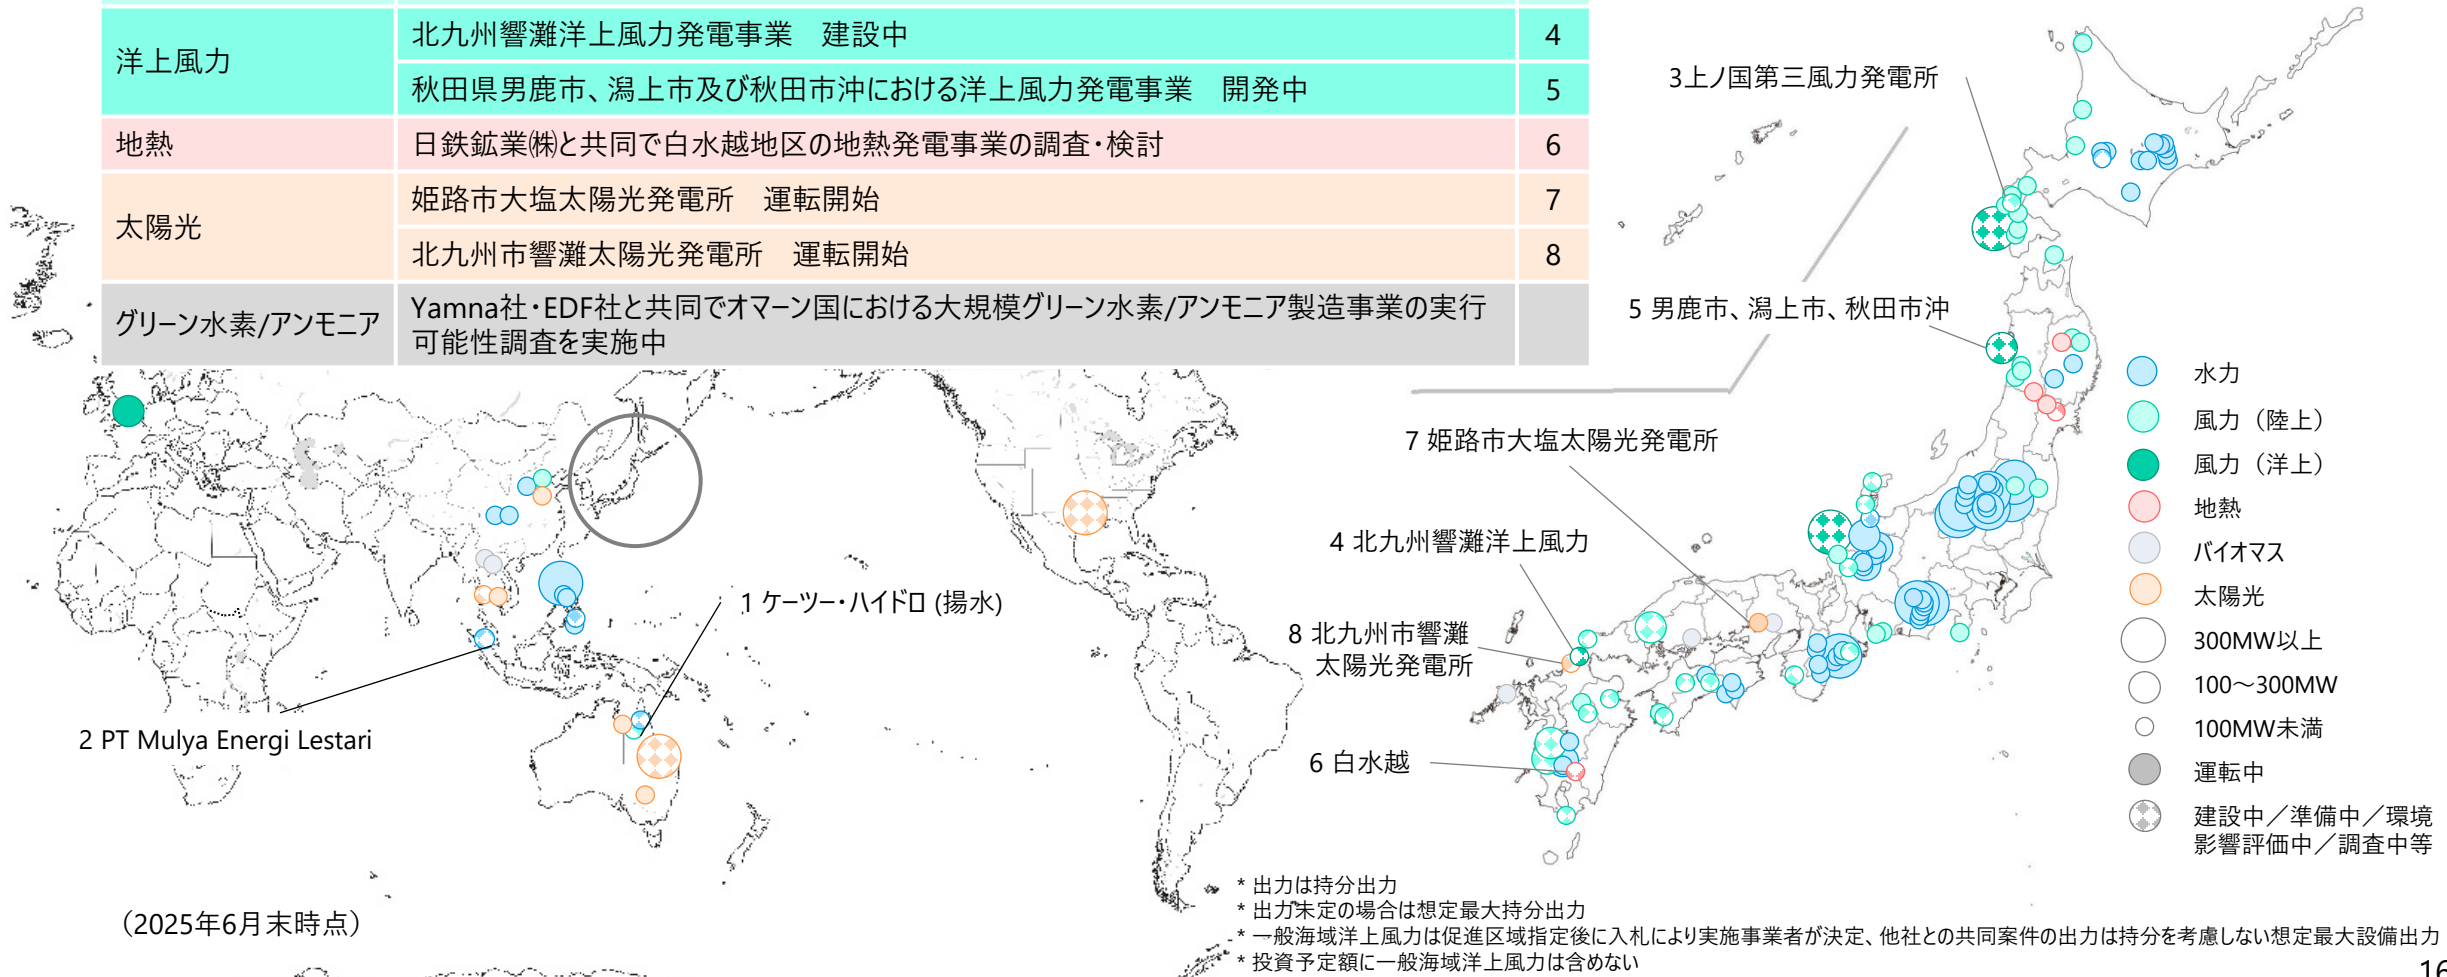 洋上風力
北九州響灘洋上風力発電事業　建設中
4
秋田県男鹿市、潟上市及び秋田市沖における洋上風力発電事業　開発中
5
地熱
日鉄鉱業㈱と共同で白水越地区の地熱発電事業の調査・検討
6
太陽光
姫路市大塩太陽光発電所　運転開始
7
北九州市響灘太陽光発電所　運転開始
8
グリーン水素/アンモニア
Yamna社・EDF社と共同でオマーン国における大規模グリーン水素/アンモニア製造事業の実行
可能性調査を実施中
3上ノ国第三風力発電所
5 男鹿市、潟上市、秋田市沖
7 姫路市大塩太陽光発電所
4 北九州響灘洋上風力
8 北九州市響灘
太陽光発電所
6 白水越
1 ケーツー・ハイドロ (揚水)
2 PT Mulya Energi Lestari
水力
風力（陸上）
風力（洋上）
地熱
バイオマス
太陽光
300MW以上
100～300MW
100MW未満
運転中
建設中／準備中／環境
影響評価中／調査中等
（2025年6月末時点）
* 出力は持分出力
* 出力未定の場合は想定最大持分出力
* 一般海域洋上風力は促進区域指定後に入札により実施事業者が決定、他社との共同案件の出力は持分を考慮しない想定最大設備出力
* 投資予定額に一般海域洋上風力は含めない
16